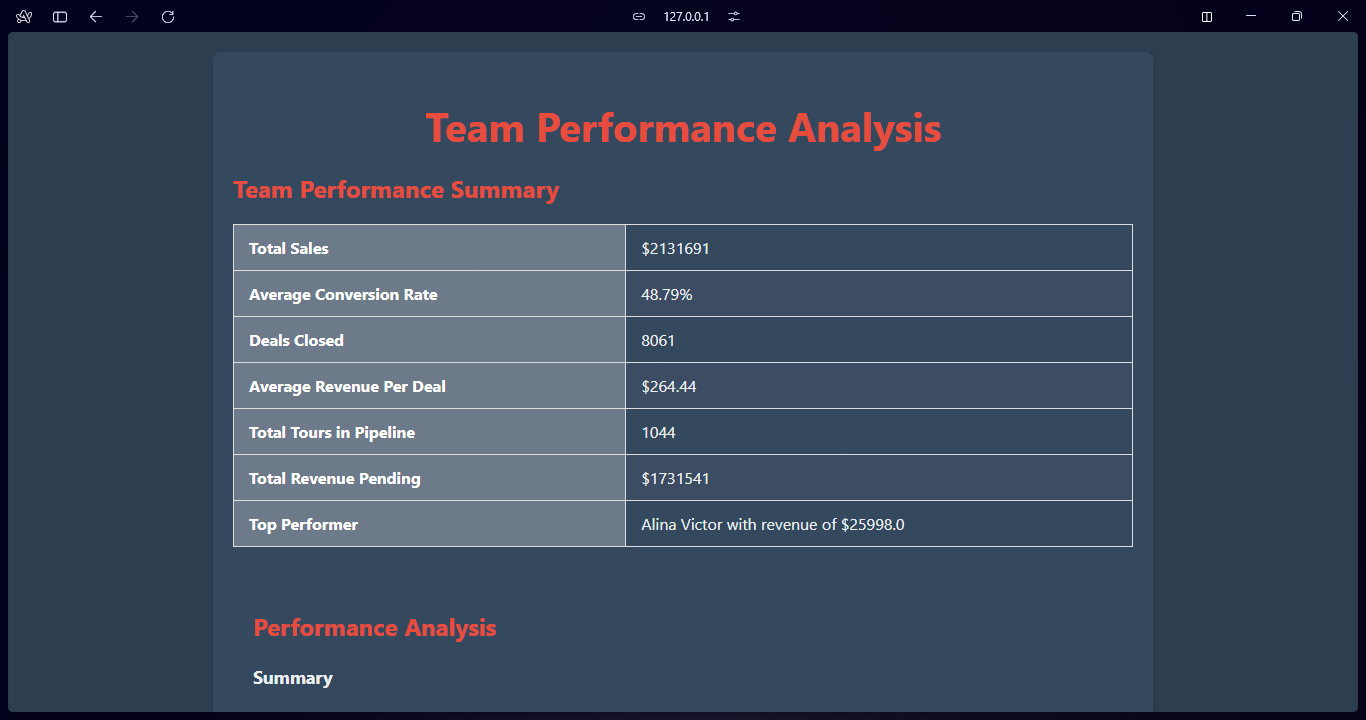 127.0.0.1
Team Performance Analysis
Team Performance Summary
Total Sales $2131691
Average Conversion Rate 48.79%
Deals Closed 8061
Average Revenue Per Deal $264.44
Total Tours in Pipeline 1044
Total Revenue Pending $1731541
Top Performer Alina Victor with revenue of $25998.0
Performance Analysis
Summary